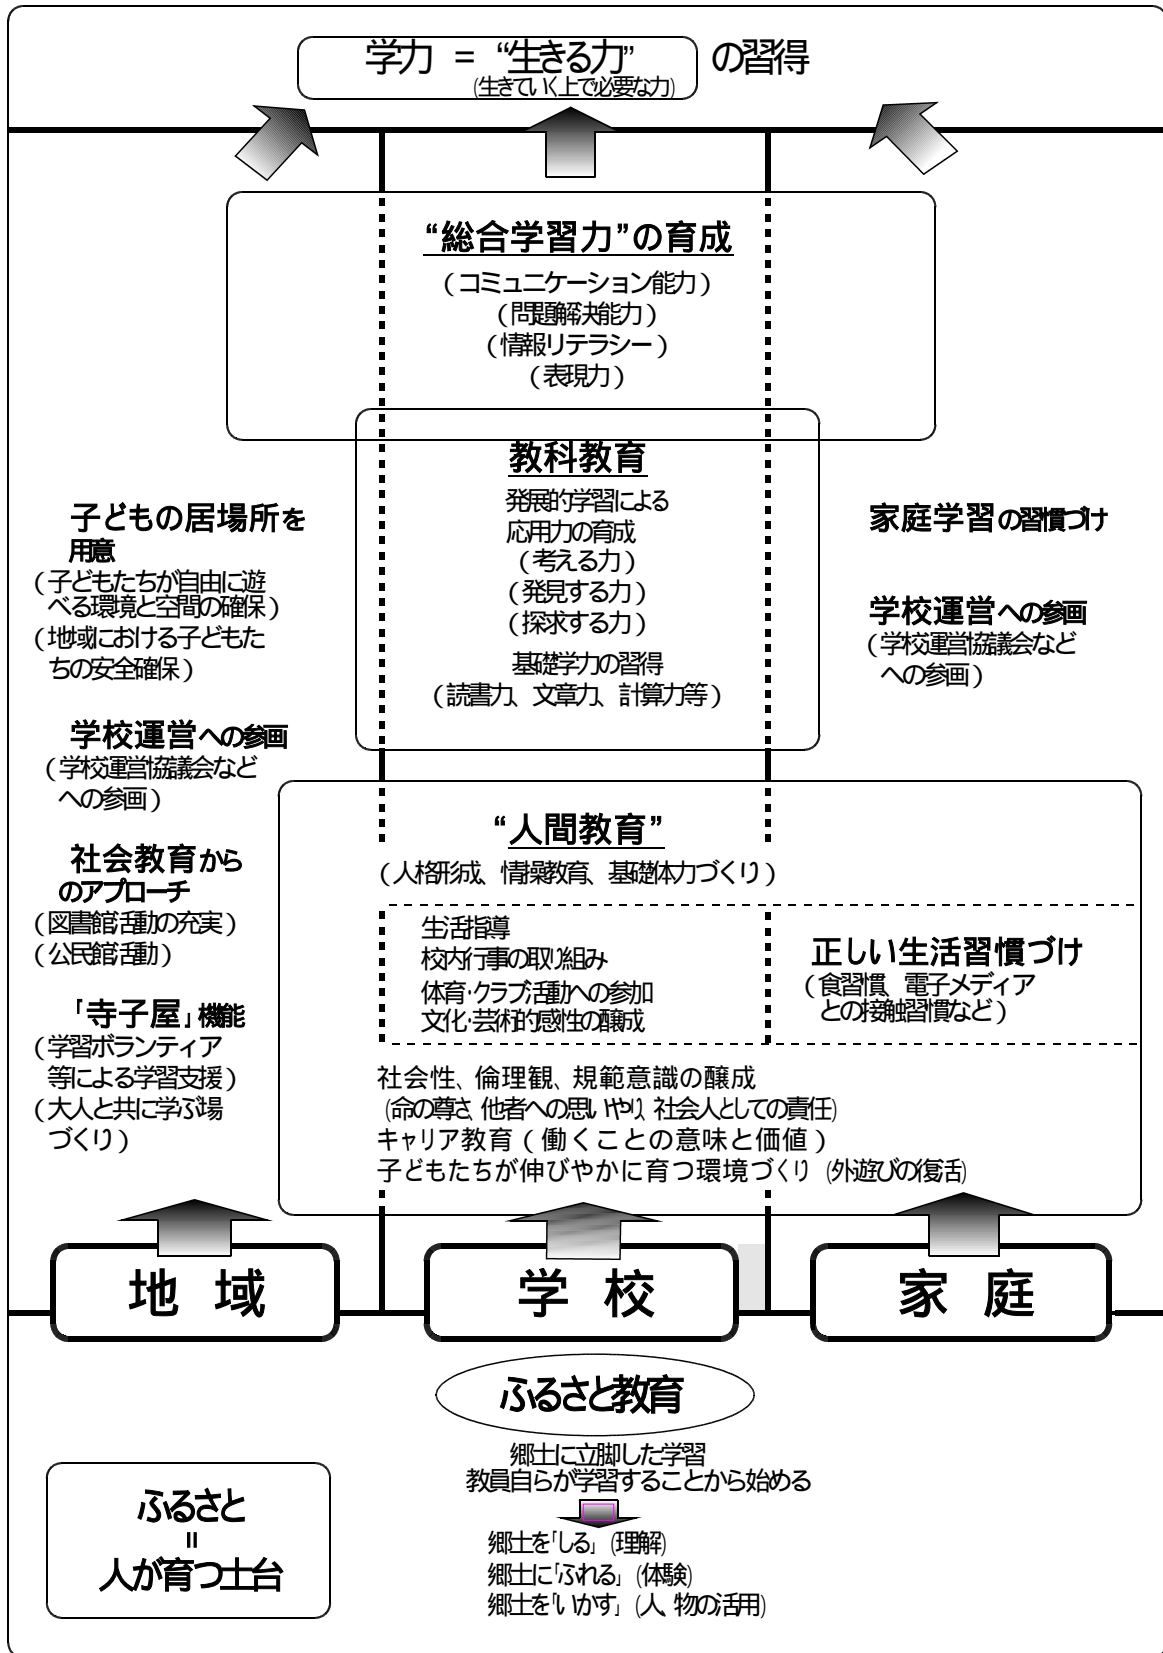 学力 = “生きる力” の習得
(生きていく上で必要な力)
“総合学習力”の育成
(コミュニケーション能力)
(問題解決能力)
(情報リテラシー)
(表現力)
教科教育
発展的学習による
応用力の育成
(考える力)
(発見する力)
(探求する力)
基礎学力の習得
(読書力、文章力、計算力等)
子どもの居場所を
用意
(子どもたちが自由に遊
べる環境と空間の確保)
(地域における子どもた
ちの安全確保)
学校運営への参画
(学校運営協議会など
への参画)
社会教育から
のアプローチ
(図書館活動の充実)
(公民館活動)
「寺子屋」機能
(学習ボランティア
等による学習支援)
(大人と共に学ぶ場
づくり)
家庭学習の習慣づけ
学校運営への参画
(学校運営協議会など
への参画)
“人間教育”
(人格形成、情操教育、基礎体力づくり)
生活指導
校内行事の取り組み
体育・クラブ活動への参加
文化・芸術的感性の醸成
正しい生活習慣づけ
(食習慣、電子メディア
との接触習慣など)
社会性、倫理観、規範意識の醸成
(命の尊さ、他者への思いやり、社会人としての責任)
キャリア教育(働くことの意味と価値)
子どもたちが伸びやかに育つ環境づくり (外遊びの復活)
地 域
学 校
家 庭
ふるさと教育
郷土に立脚した学習
教員自らが学習することから始める
郷土を「しる」 (理解)
郷土に「ふれる」 (体験)
郷土を「いかす」 (人、物の活用)
ふるさと
=
人が育つ土台